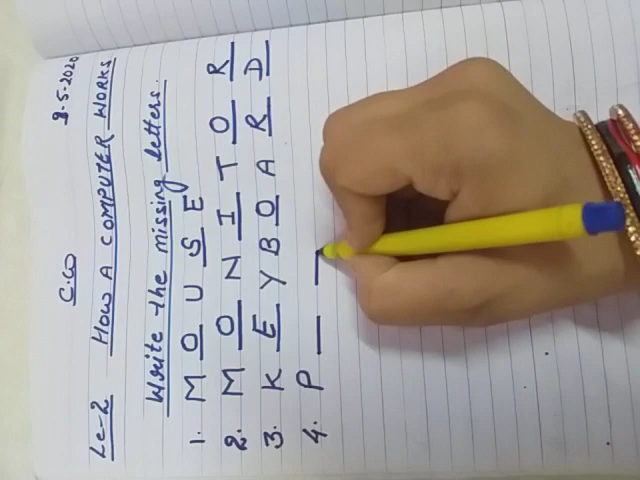 C.W 8.5.2020
Le-2 HOW A COMPUTER WORKS
Write the missing letters.
1. M O U S E
2. M O N I T O R
3. K E Y B O A R D
4. P _ _